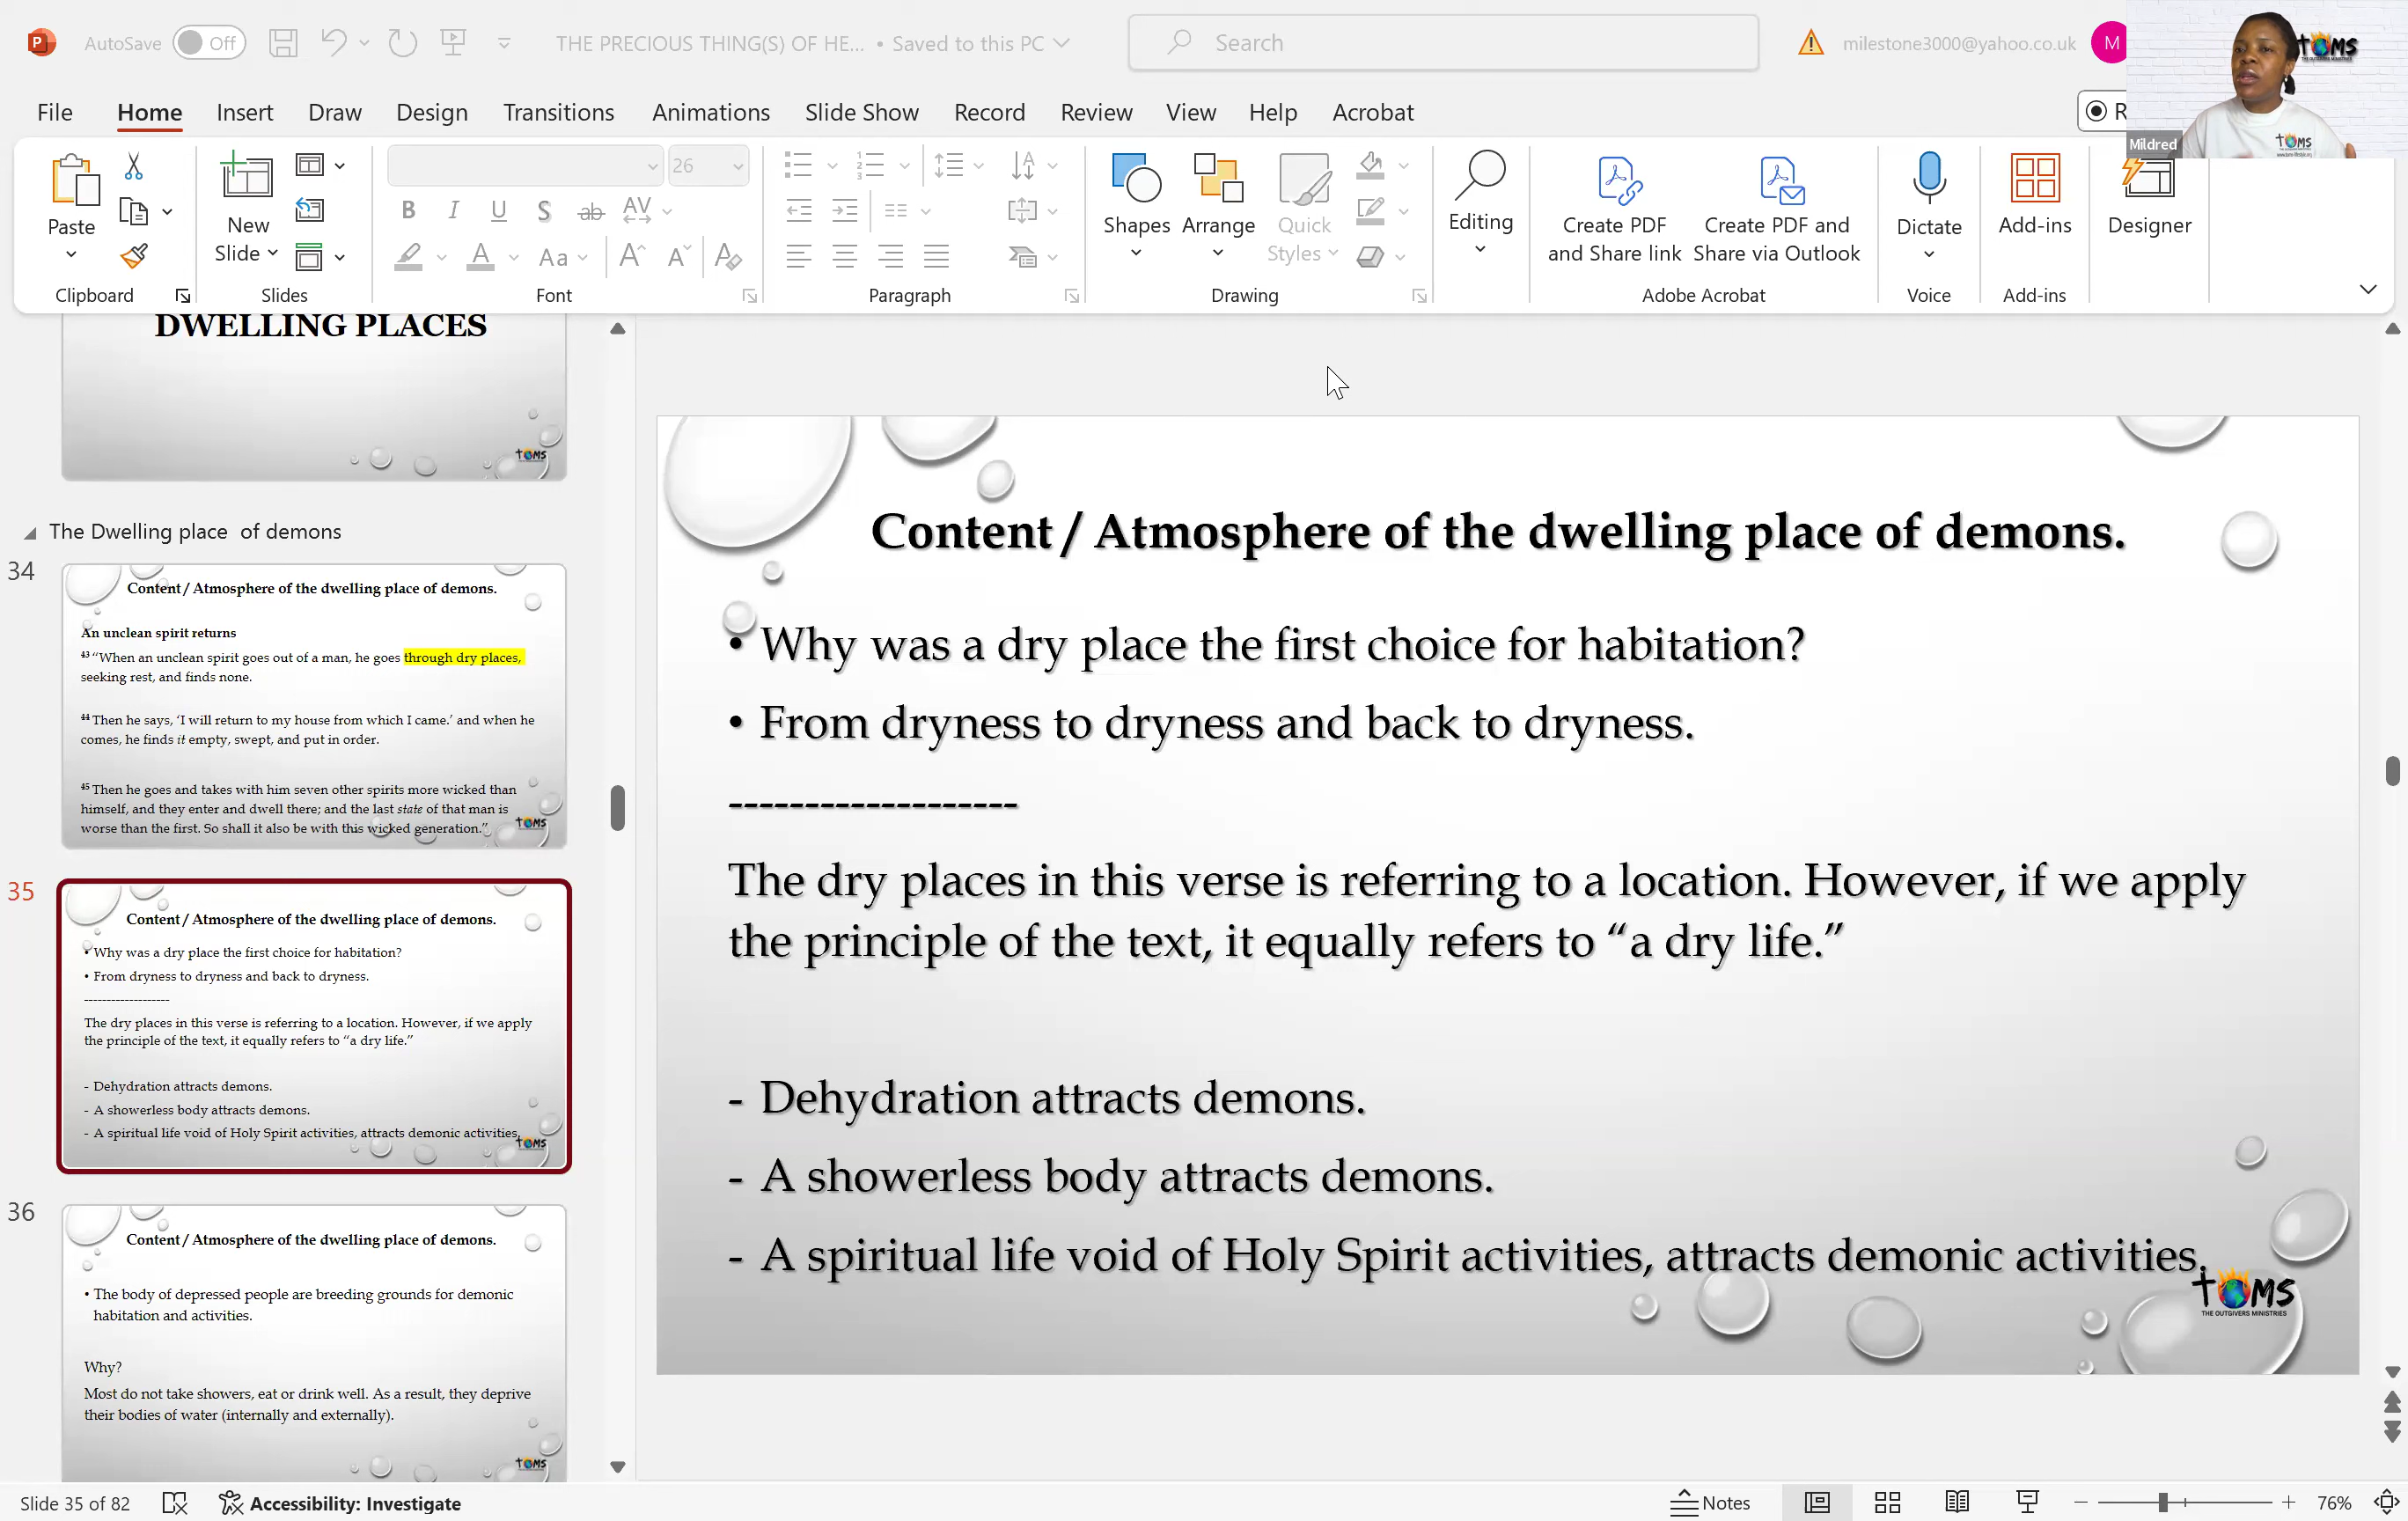 AutoSave Off THE PRECIOUS THING(S) OF HE... • Saved to this PC Search milestone3000@yahoo.co.uk M
TOMS
File Home Insert Draw Design Transitions Animations Slide Show Record Review View Help Acrobat
Mildred
TOMS
26
Paste
New
Slide
B I U S ab AV
A Aa A A A
Shapes Arrange Quick
Styles
Editing
Create PDF
and Share link
Create PDF and
Share via Outlook
Dictate
Add-ins
Designer
Clipboard Slides Font Paragraph Drawing Adobe Acrobat Voice Add-ins
DWELLING PLACES
TOMS
The Dwelling place of demons
34
Content / Atmosphere of the dwelling place of demons.
An unclean spirit returns
43 “When an unclean spirit goes out of a man, he goes through dry places,
seeking rest, and finds none.
44 Then he says, ‘I will return to my house from which I came.’ and when he
comes, he finds it empty, swept, and put in order.
45 Then he goes and takes with him seven other spirits more wicked than
himself, and they enter and dwell there; and the last state of that man is
worse than the first. So shall it also be with this wicked generation.”
TOMS
35
Content / Atmosphere of the dwelling place of demons.
• Why was a dry place the first choice for habitation?
• From dryness to dryness and back to dryness.
-------------------
The dry places in this verse is referring to a location. However, if we apply
the principle of the text, it equally refers to “a dry life.”
- Dehydration attracts demons.
- A showerless body attracts demons.
- A spiritual life void of Holy Spirit activities, attracts demonic activities.
TOMS
36
Content / Atmosphere of the dwelling place of demons.
• The body of depressed people are breeding grounds for demonic
habitation and activities.
Why?
Most do not take showers, eat or drink well. As a result, they deprive
their bodies of water (internally and externally).
TOMS
Content / Atmosphere of the dwelling place of demons.
• Why was a dry place the first choice for habitation?
• From dryness to dryness and back to dryness.
-------------------
The dry places in this verse is referring to a location. However, if we apply
the principle of the text, it equally refers to “a dry life.”
- Dehydration attracts demons.
- A showerless body attracts demons.
- A spiritual life void of Holy Spirit activities, attracts demonic activities.
TOMS
THE OUTGIVERS MINISTRIES
Slide 35 of 82 Accessibility: Investigate Notes 76%